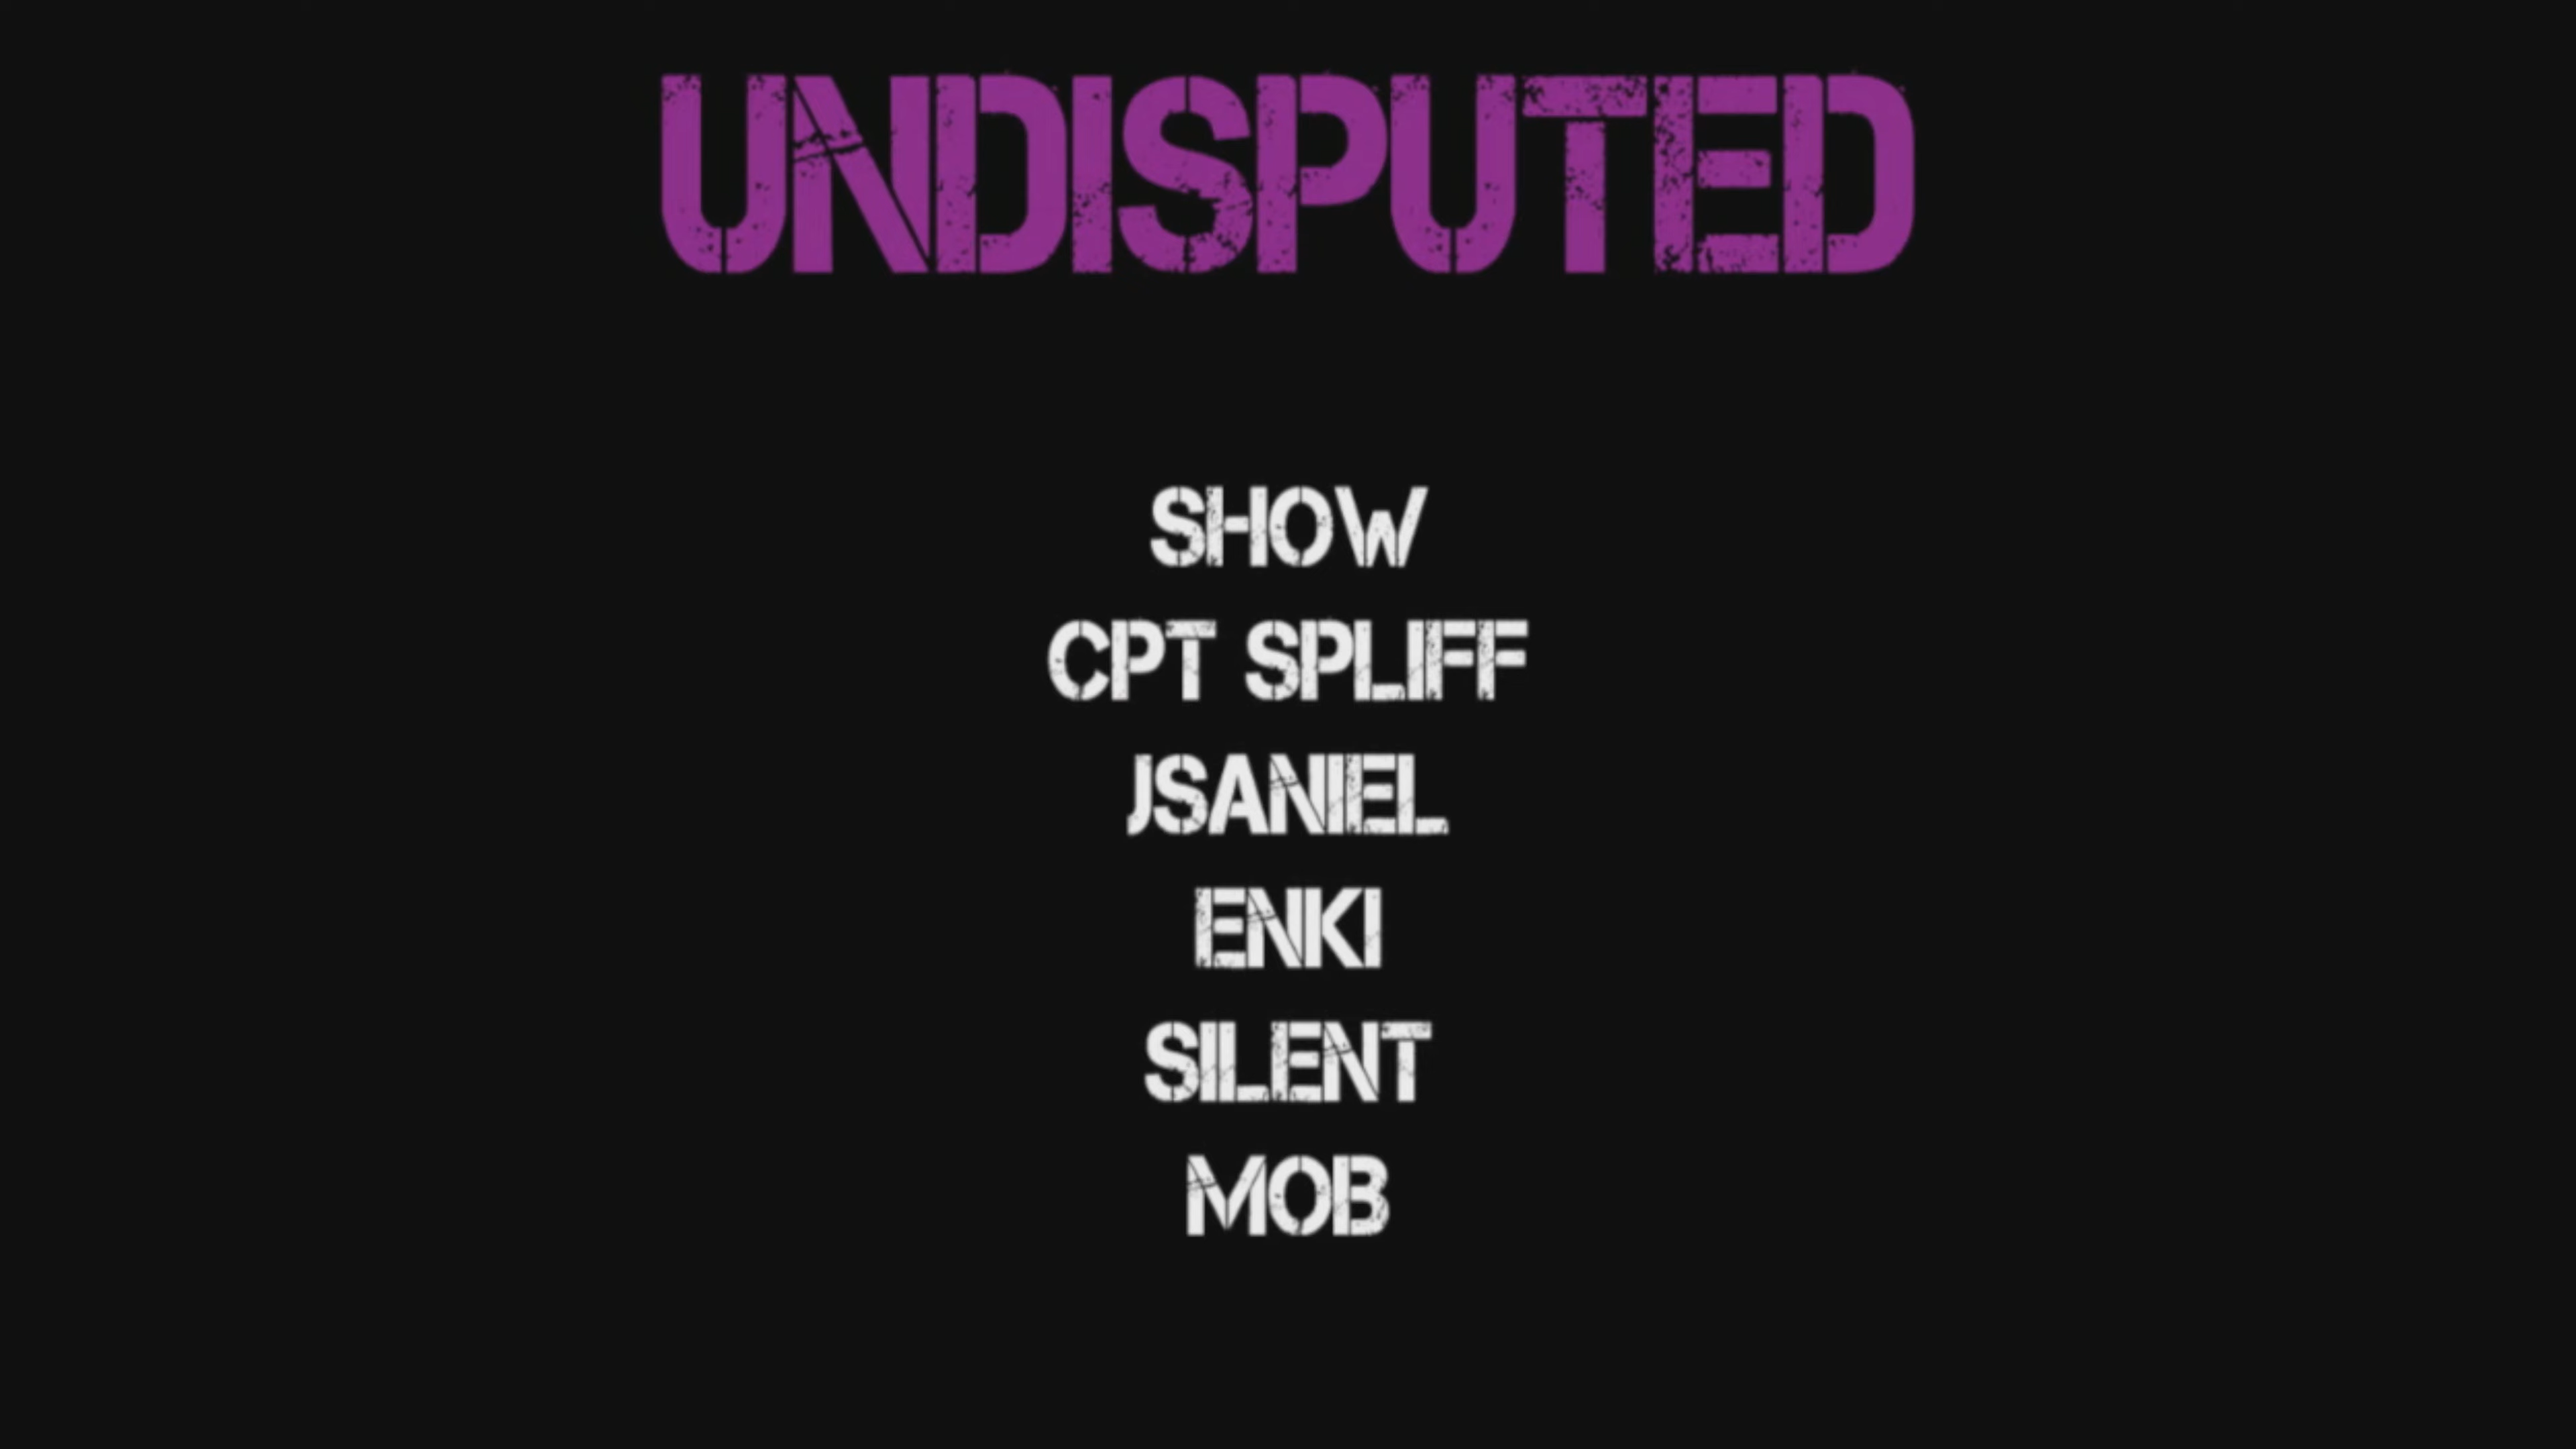 UNDISPUTED
SHOW
CPT SPLIFF
JSANIEL
ENKI
SILENT
MOB